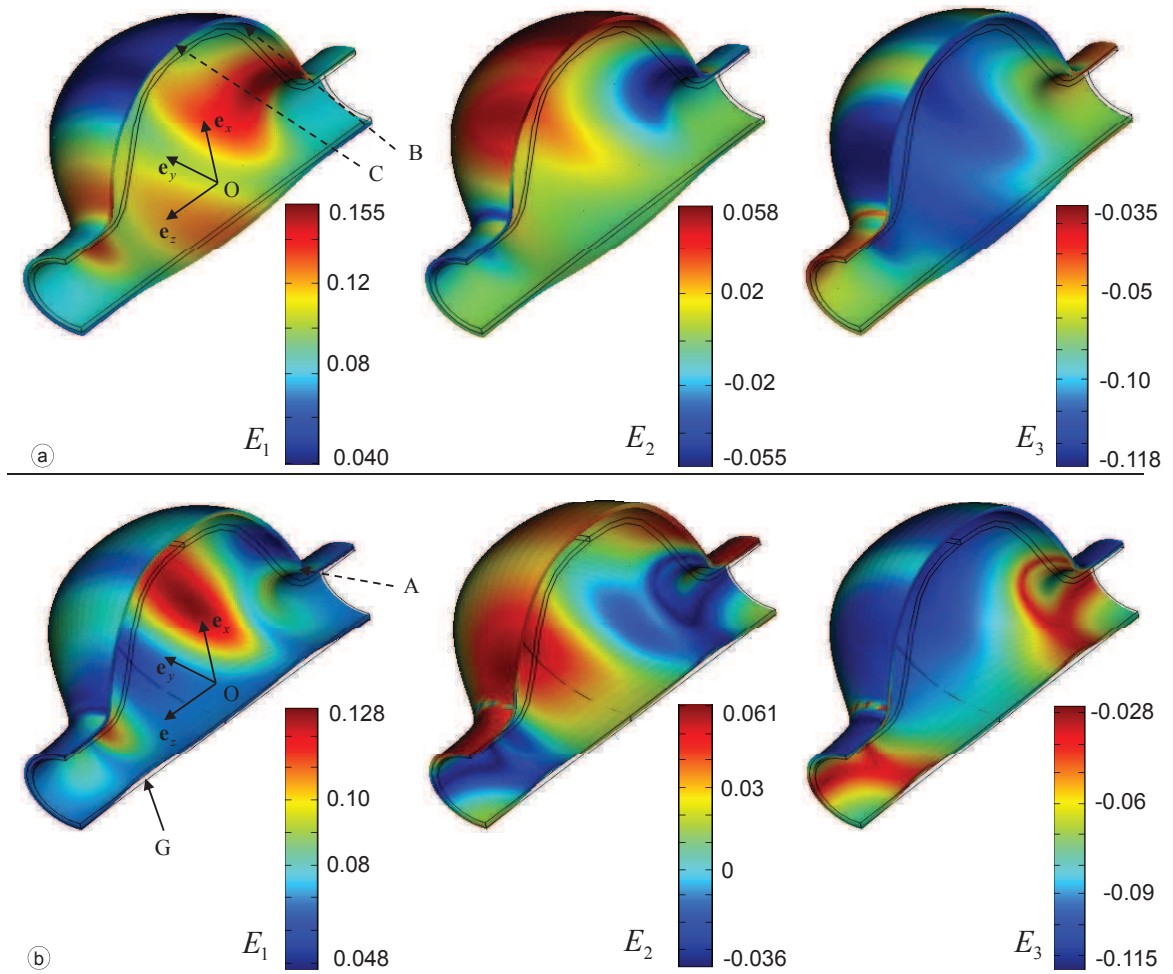 B
C
e_x
e_y
O
e_z
0.155
0.12
0.08
0.040
E_1
0.058
0.02
-0.02
-0.055
E_2
-0.035
-0.05
-0.10
-0.118
E_3
a
A
e_x
e_y
O
e_z
G
0.128
0.10
0.08
0.048
E_1
0.061
0.03
0
-0.036
E_2
-0.028
-0.06
-0.09
-0.115
E_3
b